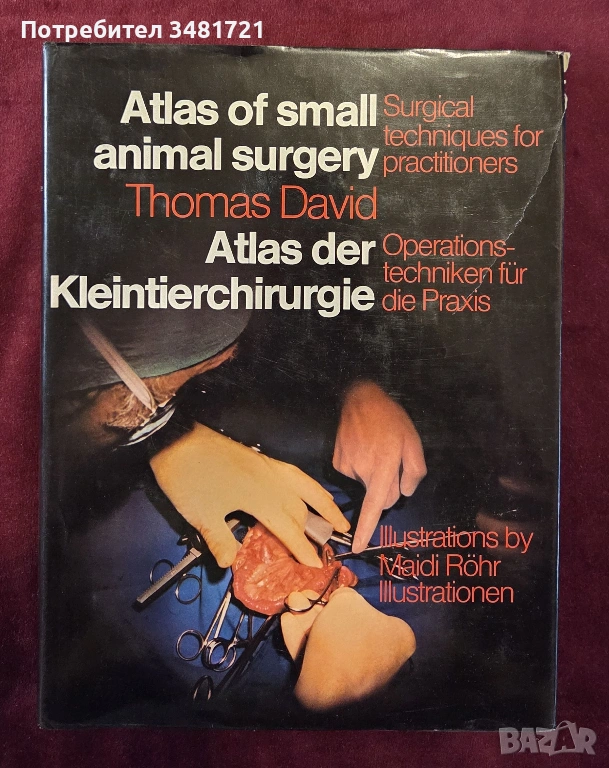 Потребител 3481721
Atlas of small
animal surgery
Surgical
techniques for
practitioners
Thomas David
Atlas der
Kleintierchirurgie
Operations-
techniken für
die Praxis
Illustrations by
Maidi Röhr
Illustrationen
BAZAR